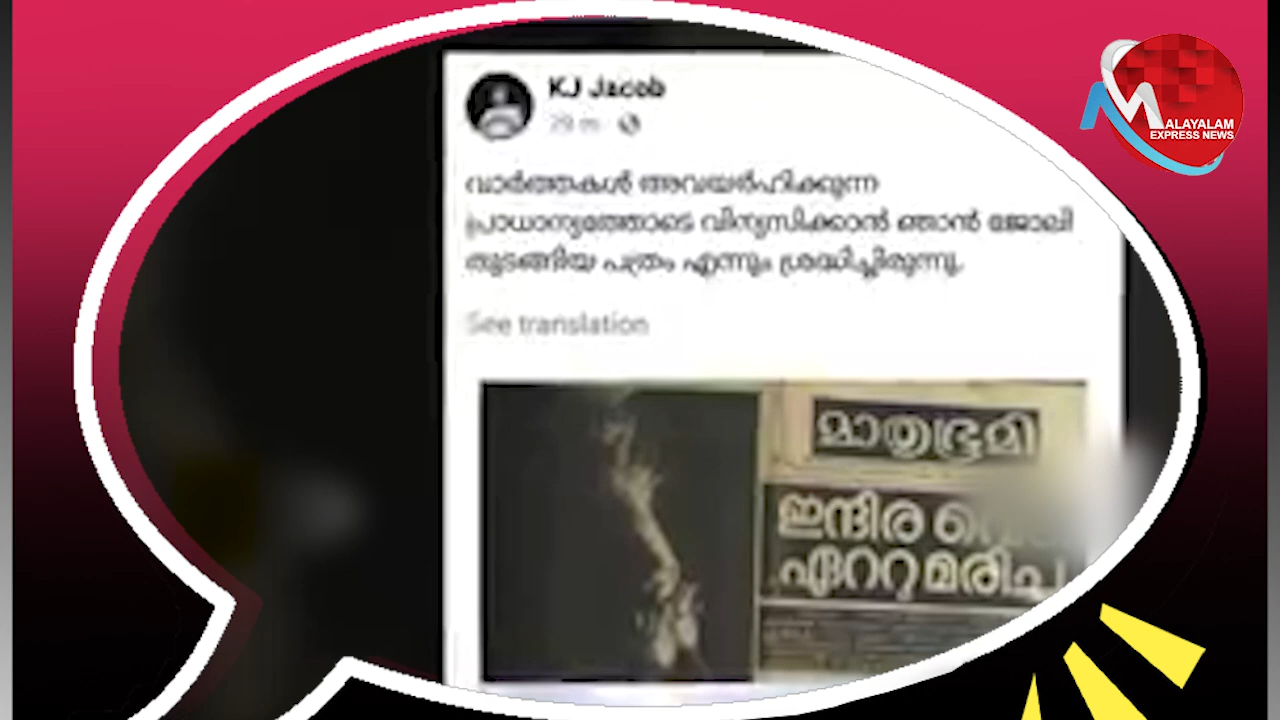 KJ Jacob
വാർത്തകൾ അവയർഹിക്കുന്ന
പ്രാധാന്യത്തോടെ വിന്യസിക്കാൻ ഞാൻ ജോലി
തുടങ്ങിയ പത്രം എന്നും ശ്രദ്ധിച്ചിരുന്നു.
See translation
മാതൃഭൂമി
ഇന്ദിര
ഏററുമരിച്ചു
MALAYALAM
EXPRESS NEWS